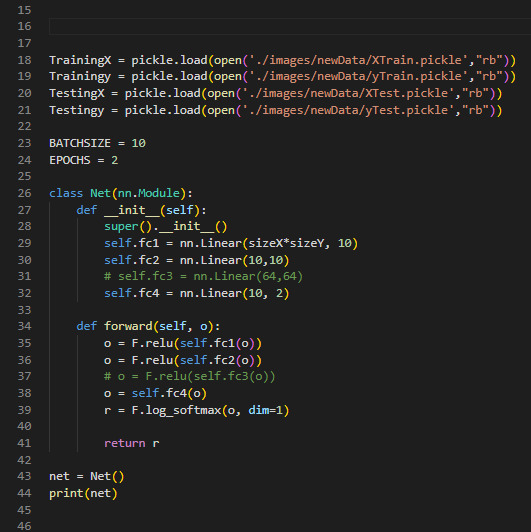 15
16
17
18 TrainingX = pickle.load(open('./images/newData/XTrain.pickle',"rb"))
19 Trainingy = pickle.load(open('./images/newData/yTrain.pickle',"rb"))
20 TestingX = pickle.load(open('./images/newData/XTest.pickle',"rb"))
21 Testingy = pickle.load(open('./images/newData/yTest.pickle',"rb"))
22
23 BATCHSIZE = 10
24 EPOCHS = 2
25
26 class Net(nn.Module):
27     def __init__(self):
28         super().__init__()
29         self.fc1 = nn.Linear(sizeX*sizeY, 10)
30         self.fc2 = nn.Linear(10,10)
31         # self.fc3 = nn.Linear(64,64)
32         self.fc4 = nn.Linear(10, 2)
33
34     def forward(self, o):
35         o = F.relu(self.fc1(o))
36         o = F.relu(self.fc2(o))
37         # o = F.relu(self.fc3(o))
38         o = self.fc4(o)
39         r = F.log_softmax(o, dim=1)
40
41         return r
42
43 net = Net()
44 print(net)
45
46